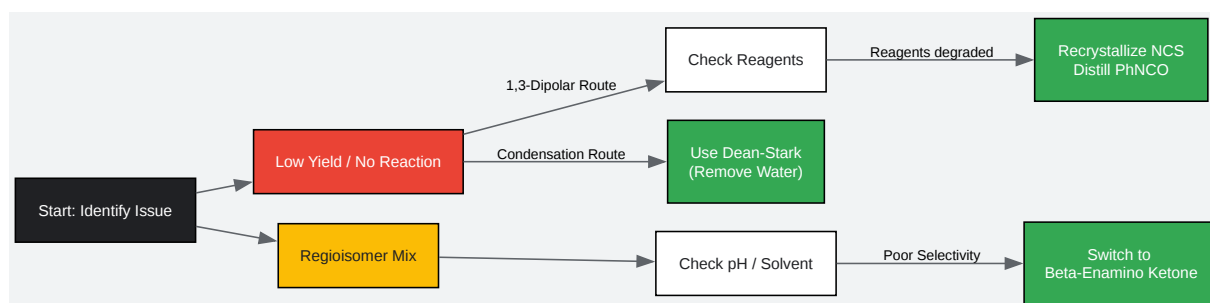 Start: Identify Issue
Low Yield / No Reaction
Regioisomer Mix
1,3-Dipolar Route
Condensation Route
Check Reagents
Use Dean-Stark
(Remove Water)
Check pH / Solvent
Reagents degraded
Poor Selectivity
Recrystallize NCS
Distill PhNCO
Switch to
Beta-Enamino Ketone